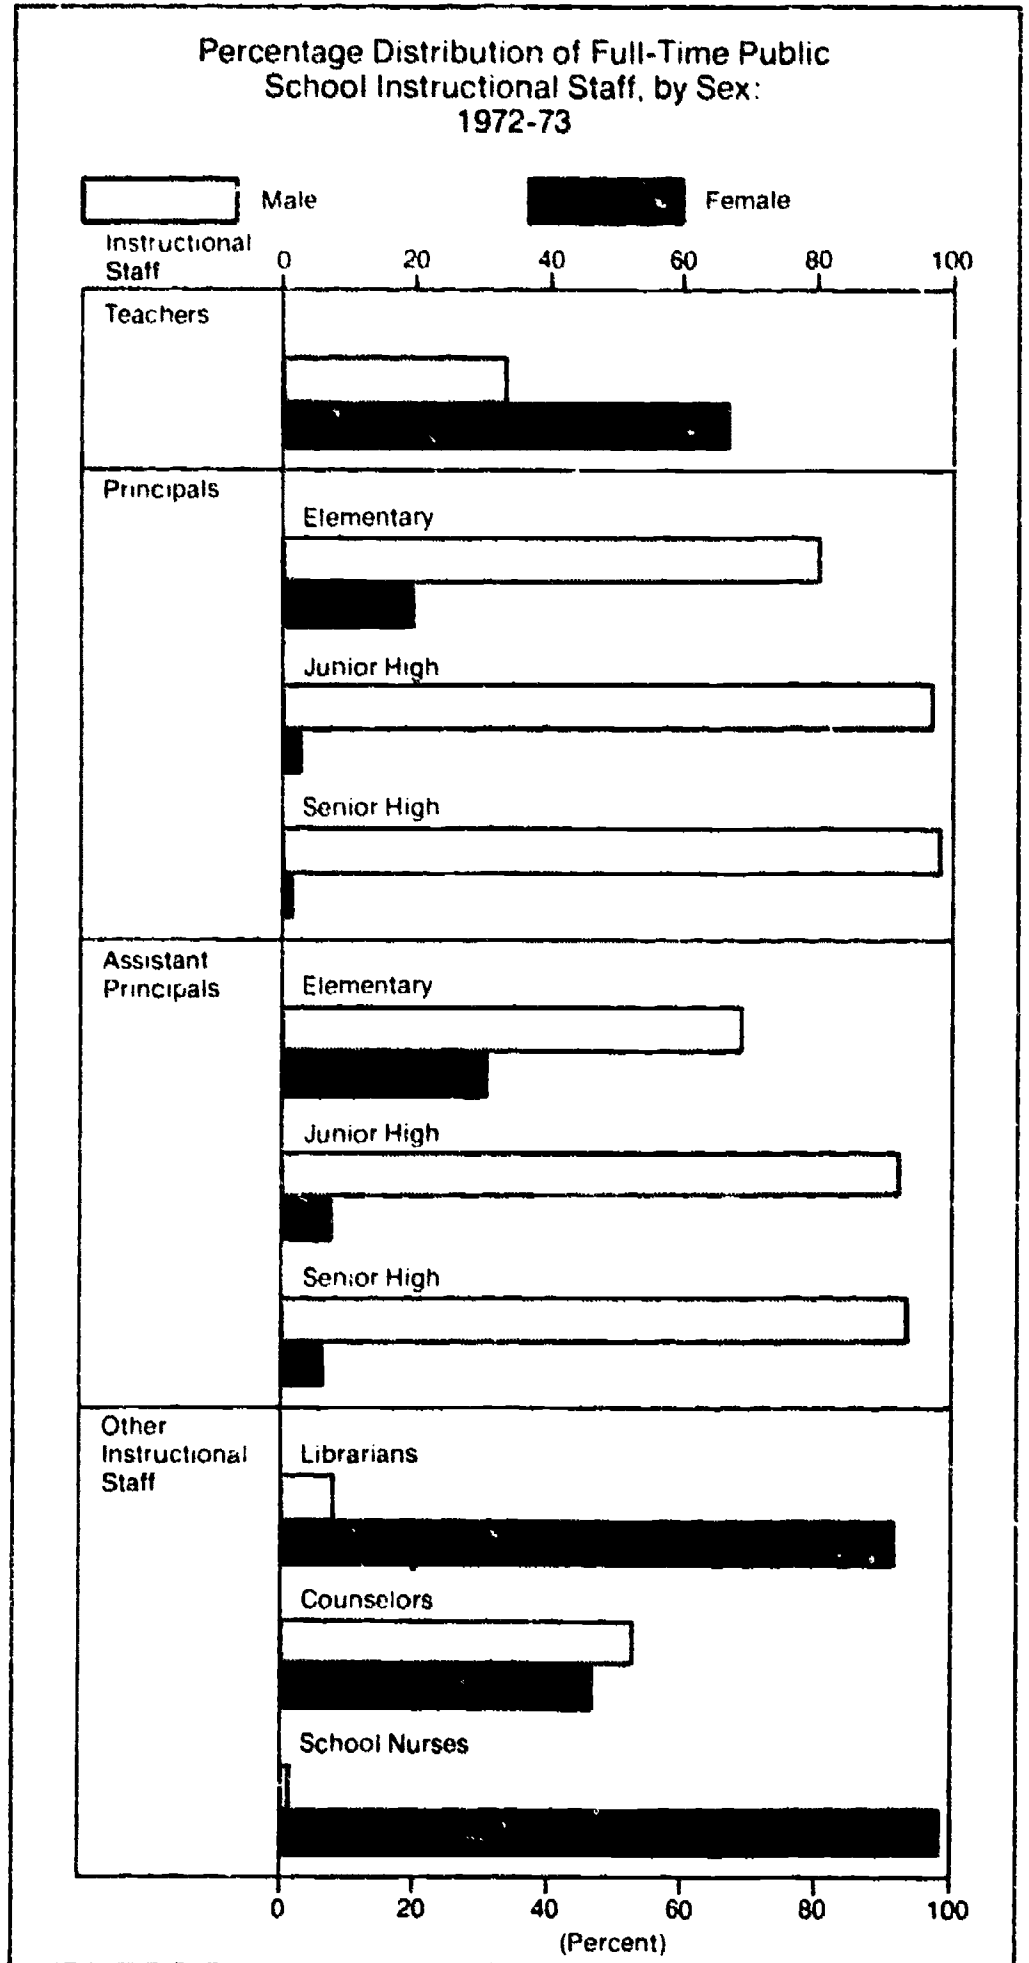 Percentage Distribution of Full-Time Public
School Instructional Staff, by Sex:
1972-73
Male
Female
Instructional
Staff
0 20 40 60 80 100
Teachers
Principals
Elementary
Junior High
Senior High
Assistant
Principals
Elementary
Junior High
Senior High
Other
Instructional
Staff
Librarians
Counselors
School Nurses
0 20 40 60 80 100
(Percent)